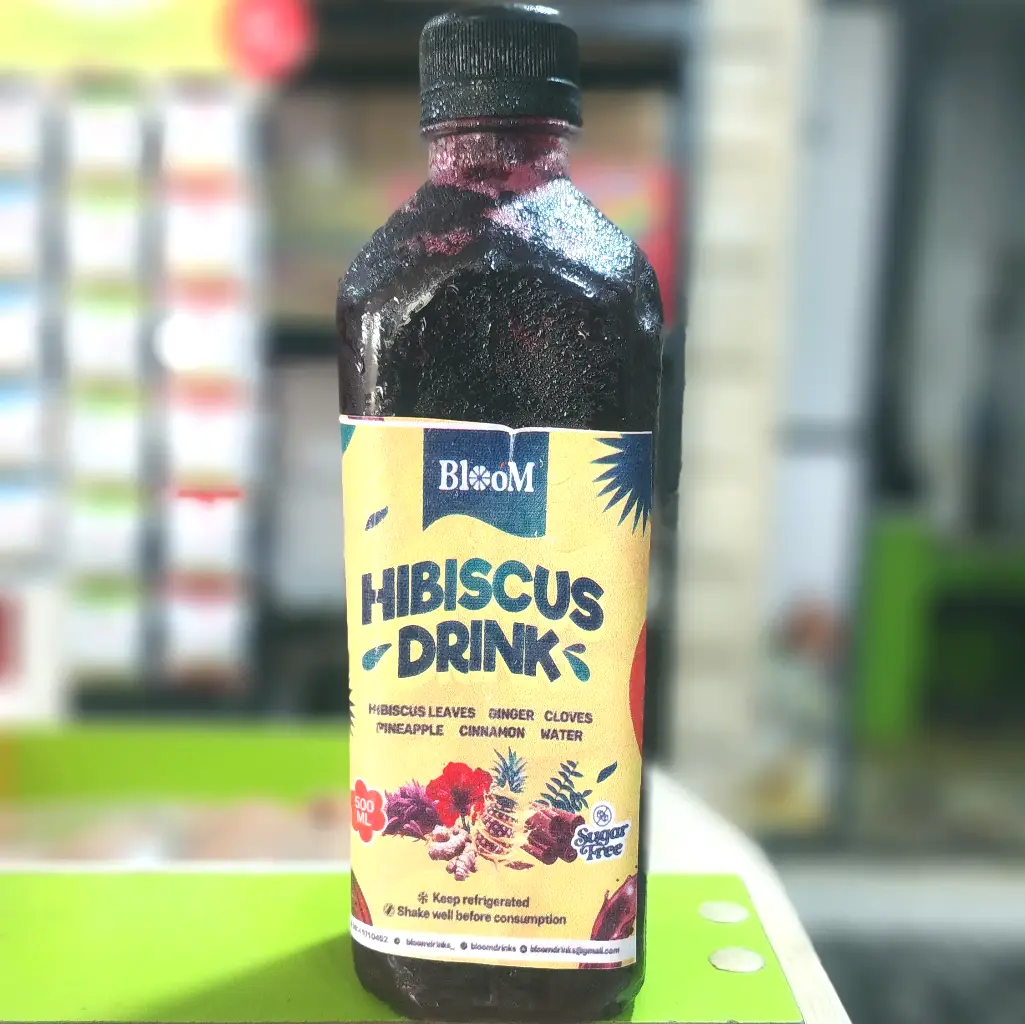 BlooM
HIBISCUS
DRINK
HIBISCUS LEAVES GINGER CLOVES
PINEAPPLE CINNAMON WATER
500
ML
Sugar
Free
Keep refrigerated
Shake well before consumption
bloomdrinks_ bloomdrinks bloomdrinks@gmail.com